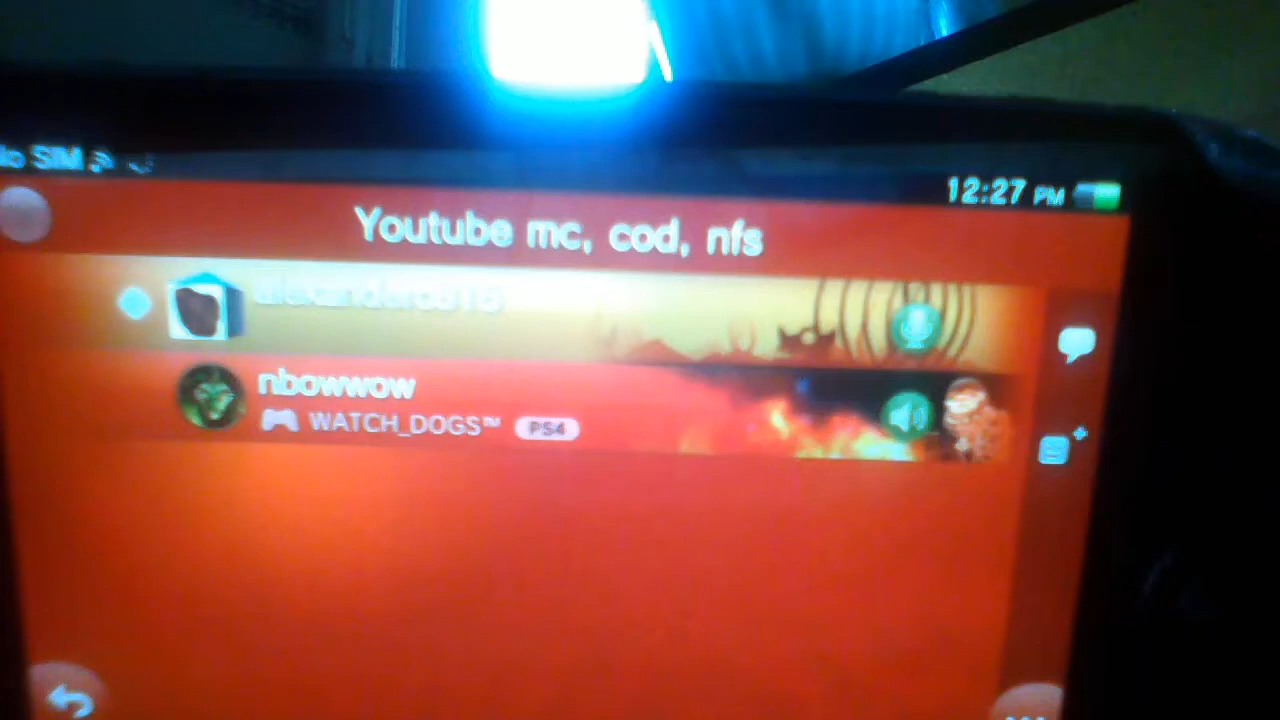 No SIM
12:27 PM
Youtube mc, cod, nfs
nbowwow
WATCH_DOGS™ PS4